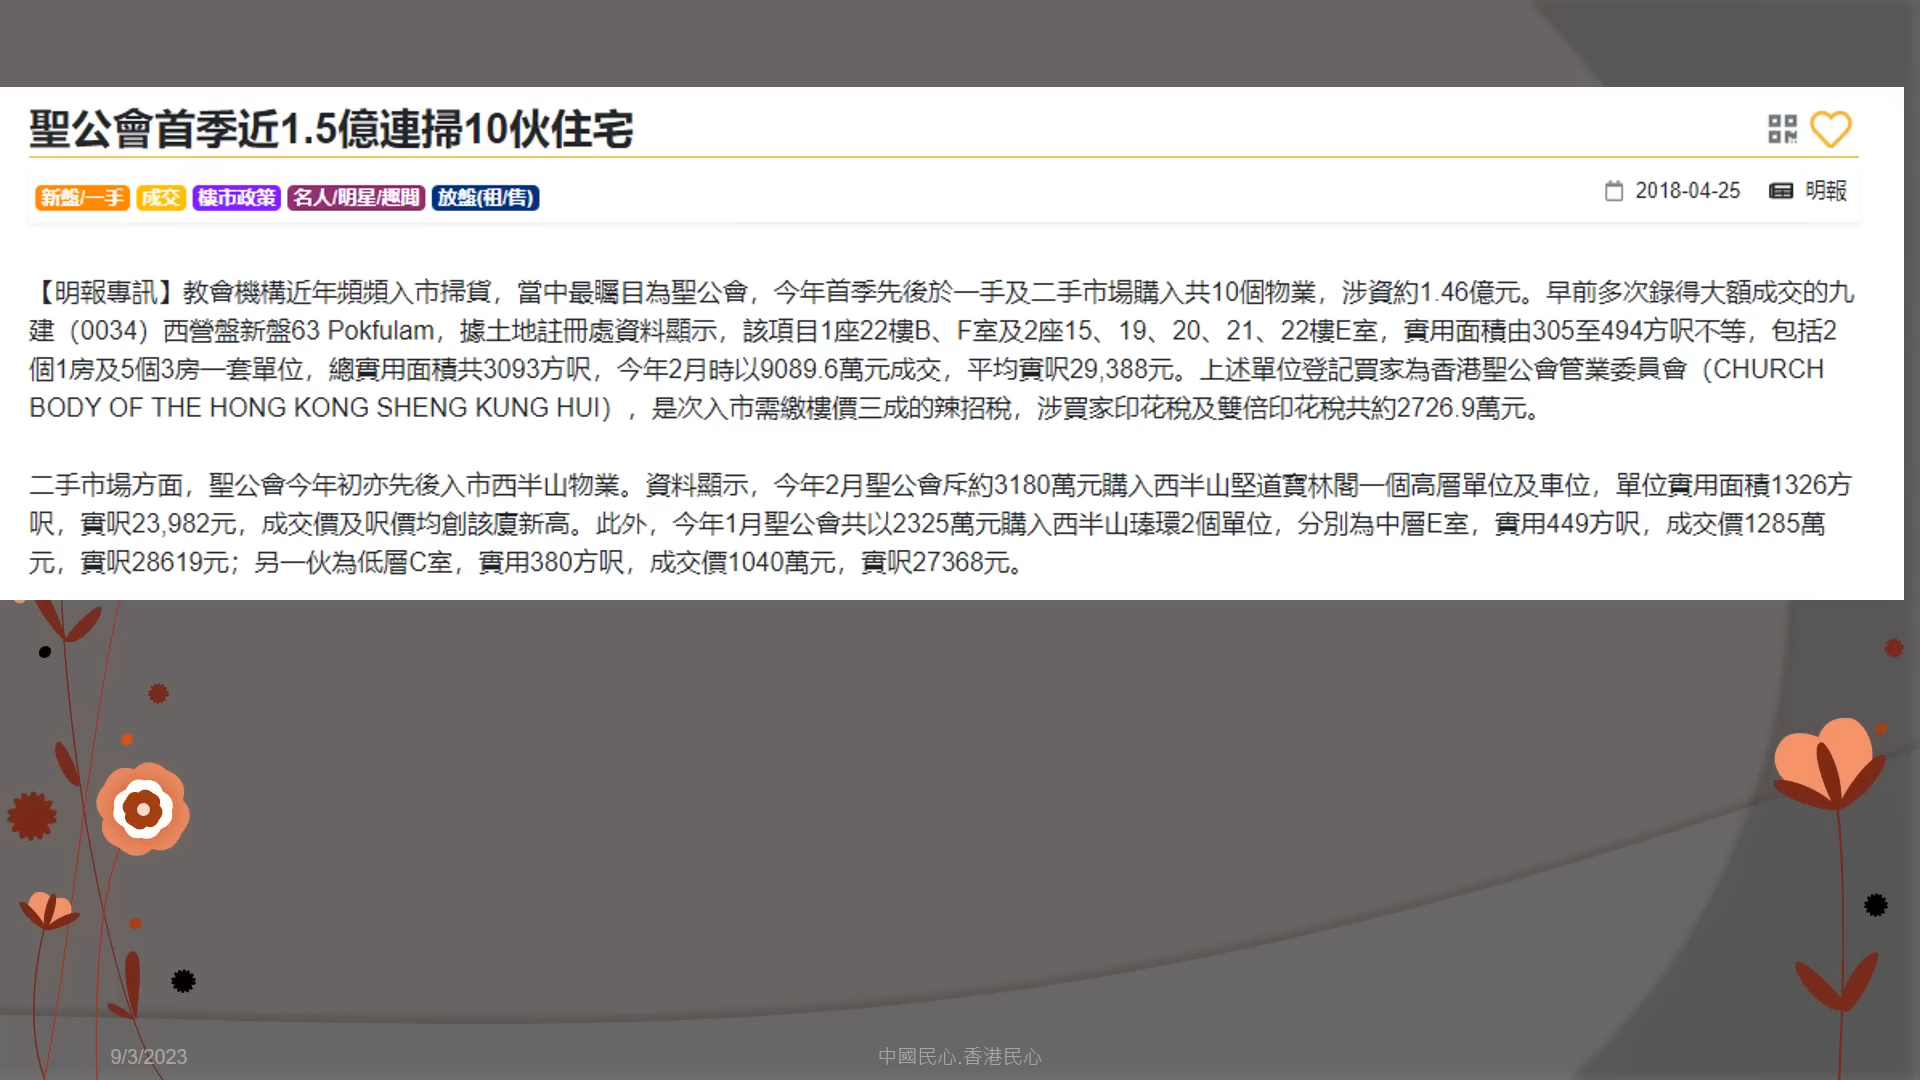 聖公會首季近1.5億連掃10伙住宅
新盤/一手 成交 樓市政策 名人/明星/趣聞 放盤(租/售)
2018-04-25 明報
【明報專訊】教會機構近年頻頻入市掃貨，當中最矚目為聖公會，今年首季先後於一手及二手市場購入共10個物業，涉資約1.46億元。早前多次錄得大額成交的九
建（0034）西營盤新盤63 Pokfulam，據土地註冊處資料顯示，該項目1座22樓B、F室及2座15、19、20、21、22樓E室，實用面積由305至494方呎不等，包括2
個1房及5個3房一套單位，總實用面積共3093方呎，今年2月時以9089.6萬元成交，平均實呎29,388元。上述單位登記買家為香港聖公會管業委員會（CHURCH
BODY OF THE HONG KONG SHENG KUNG HUI），是次入市需繳樓價三成的辣招稅，涉買家印花稅及雙倍印花稅共約2726.9萬元。
二手市場方面，聖公會今年初亦先後入市西半山物業。資料顯示，今年2月聖公會斥約3180萬元購入西半山堅道寶林閣一個高層單位及車位，單位實用面積1326方
呎，實呎23,982元，成交價及呎價均創該廈新高。此外，今年1月聖公會共以2325萬元購入西半山瑧環2個單位，分別為中層E室，實用449方呎，成交價1285萬
元，實呎28619元；另一伙為低層C室，實用380方呎，成交價1040萬元，實呎27368元。
9/3/2023
中國民心.香港民心